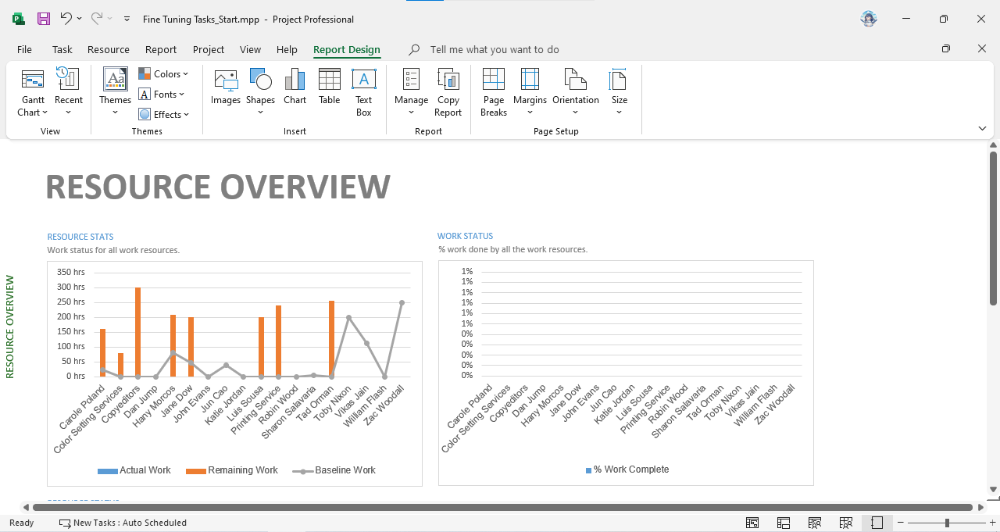 Fine Tuning Tasks_Start.mpp - Project Professional
File Task Resource Report Project View Help Report Design Tell me what you want to do
Gantt Chart
Recent
View
Themes
Colors
Fonts
Effects
Themes
Images
Shapes
Chart
Table
Text Box
Insert
Manage
Copy Report
Report
Page Breaks
Margins
Orientation
Size
Page Setup
RESOURCE OVERVIEW
RESOURCE OVERVIEW
RESOURCE STATS
Work status for all work resources.
350 hrs
300 hrs
250 hrs
200 hrs
150 hrs
100 hrs
50 hrs
0 hrs
Carole Poland
Color Setting Services
Copyeditors
Dan Jump
Hany Morcos
Jane Dow
John Evans
Jun Cao
Katie Jordan
Luis Sousa
Printing Service
Robin Wood
Sharon Salavaria
Tad Orman
Toby Nixon
Vikas Jain
William Flash
Zac Woodall
Actual Work Remaining Work Baseline Work
WORK STATUS
% work done by all the work resources.
1%
1%
1%
1%
1%
1%
0%
0%
0%
0%
0%
Carole Poland
Color Setting Services
Copyeditors
Dan Jump
Hany Morcos
Jane Dow
John Evans
Jun Cao
Katie Jordan
Luis Sousa
Printing Service
Robin Wood
Sharon Salavaria
Tad Orman
Toby Nixon
Vikas Jain
William Flash
Zac Woodall
% Work Complete
RESOURCE STATUS
Ready New Tasks : Auto Scheduled